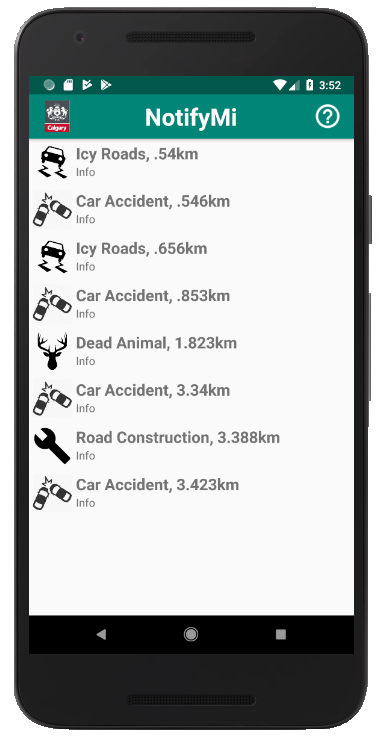 3:52
Calgary
NotifyMi
?
Icy Roads, .54km
Info
Car Accident, .546km
Info
Icy Roads, .656km
Info
Car Accident, .853km
Info
Dead Animal, 1.823km
Info
Car Accident, 3.34km
Info
Road Construction, 3.388km
Info
Car Accident, 3.423km
Info